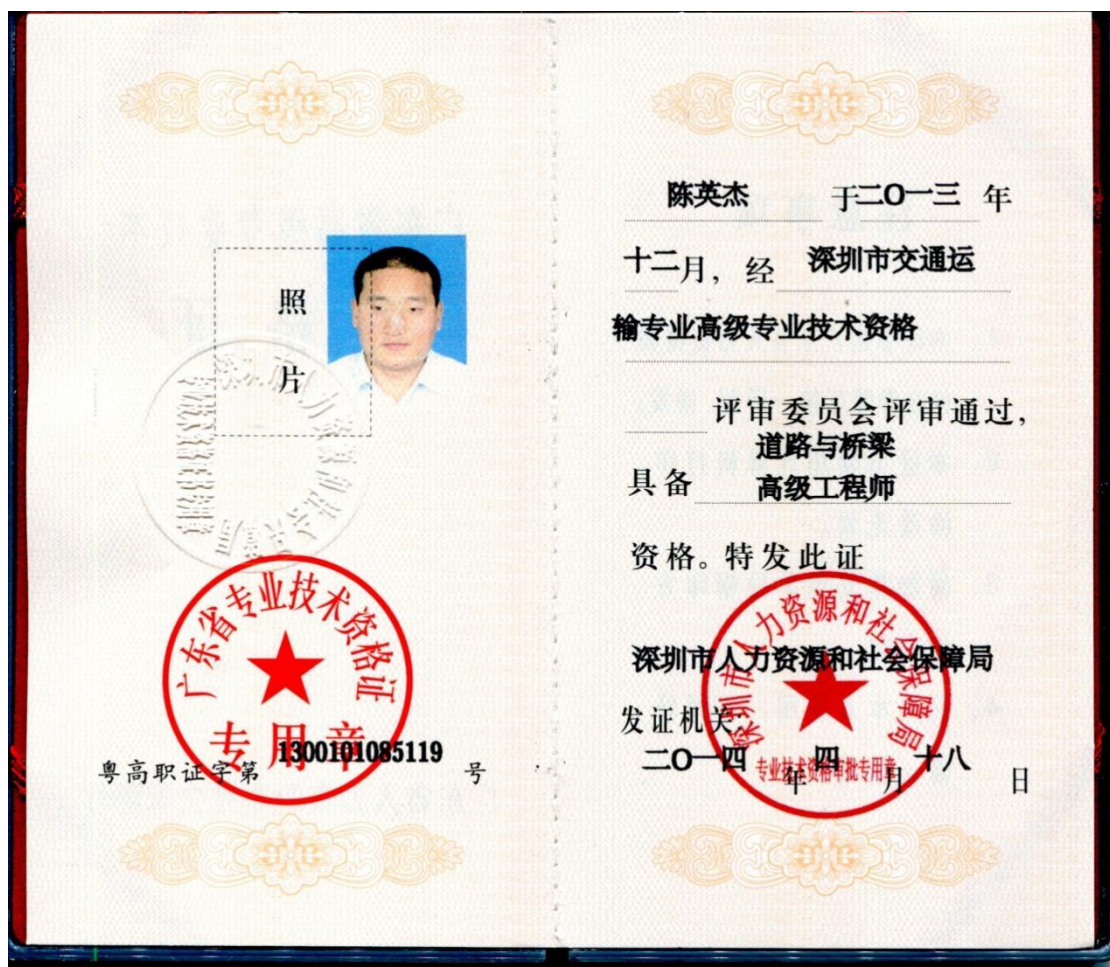 照
片
广东省专业技术资格证
专用章
粤高职证字第 1300101085119 号
陈英杰 于二〇一三 年
十二月，经 深圳市交通运
输专业高级专业技术资格
评审委员会评审通过，
道路与桥梁
具备 高级工程师
资格。特发此证
深圳市人力资源和社会保障局
深圳市人力资源和社会保障局
发证机关：
二〇一四 年 四 月 十八 日
专业技术资格审批专用章